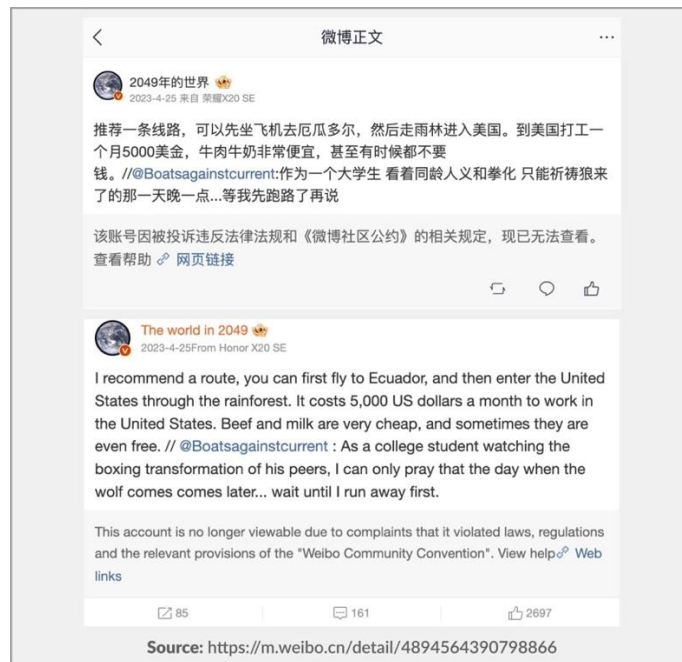 微博正文
2049年的世界
2023-4-25 来自 荣耀X20 SE
推荐一条线路，可以先坐飞机去厄瓜多尔，然后走雨林进入美国。到美国打工一
个月5000美金，牛肉牛奶非常便宜，甚至有时候都不要
钱。//@Boatsagainstcurrent:作为一个大学生 看着同龄人义和拳化 只能祈祷狼来
了的那一天晚一点...等我先跑路了再说
该账号因被投诉违反法律法规和《微博社区公约》的相关规定，现已无法查看。
查看帮助 网页链接
The world in 2049
2023-4-25From Honor X20 SE
I recommend a route, you can first fly to Ecuador, and then enter the United
States through the rainforest. It costs 5,000 US dollars a month to work in
the United States. Beef and milk are very cheap, and sometimes they are
even free. // @Boatsagainstcurrent : As a college student watching the
boxing transformation of his peers, I can only pray that the day when the
wolf comes comes later... wait until I run away first.
This account is no longer viewable due to complaints that it violated laws, regulations
and the relevant provisions of the "Weibo Community Convention". View help Web
links
85 161 2697
Source: https://m.weibo.cn/detail/4894564390798866